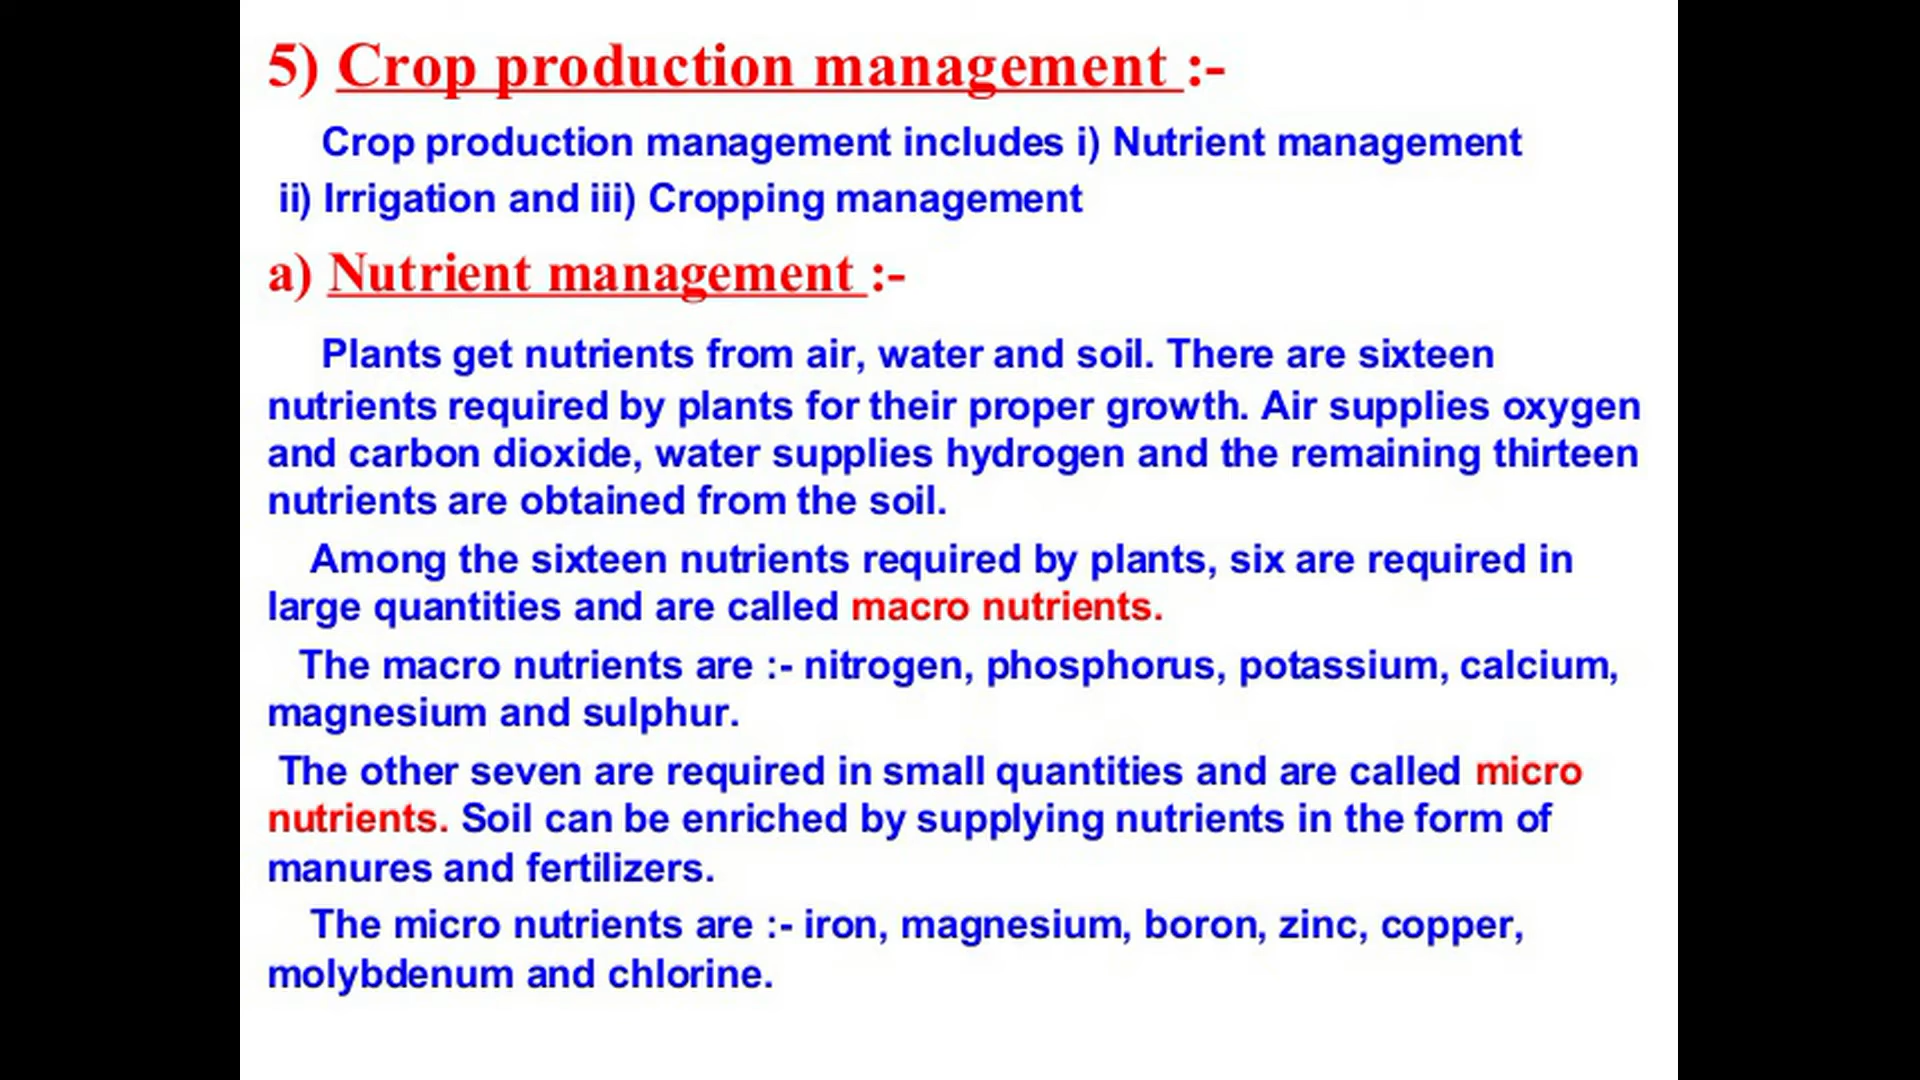 5) Crop production management :-
Crop production management includes i) Nutrient management
ii) Irrigation and iii) Cropping management
a) Nutrient management :-
Plants get nutrients from air, water and soil. There are sixteen
nutrients required by plants for their proper growth. Air supplies oxygen
and carbon dioxide, water supplies hydrogen and the remaining thirteen
nutrients are obtained from the soil.
Among the sixteen nutrients required by plants, six are required in
large quantities and are called macro nutrients.
The macro nutrients are :- nitrogen, phosphorus, potassium, calcium,
magnesium and sulphur.
The other seven are required in small quantities and are called micro
nutrients. Soil can be enriched by supplying nutrients in the form of
manures and fertilizers.
The micro nutrients are :- iron, magnesium, boron, zinc, copper,
molybdenum and chlorine.